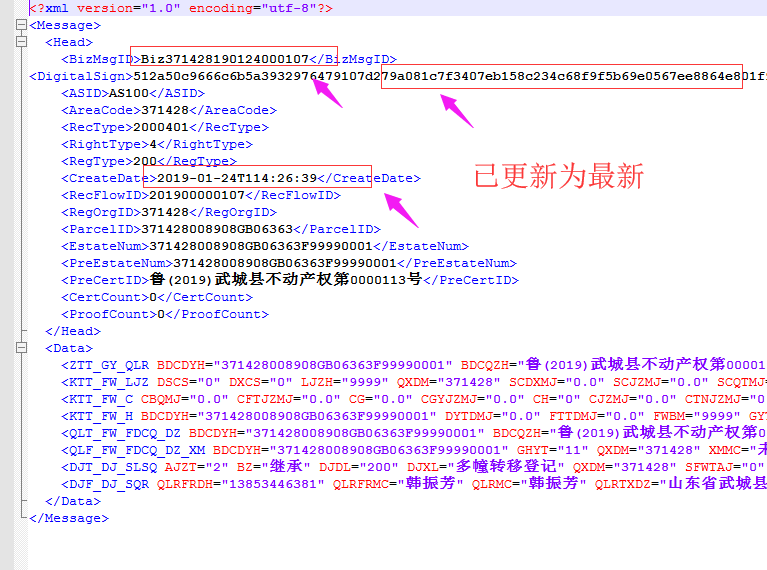 <?xml version="1.0" encoding="utf-8"?>
<Message>
<Head>
<BizMsgID>Biz371428190124000107</BizMsgID>
<DigitalSign>512a50c9666c6b5a3932976479107d279a081c7f3407eb158c234c68f9f5b69e0567ee8864e801f
<ASID>AS100</ASID>
<AreaCode>371428</AreaCode>
<RecType>2000401</RecType>
<RightType>4</RightType>
<RegType>200</RegType>
<CreateDate>2019-01-24T114:26:39</CreateDate>
已更新为最新
<RecFlowID>201900000107</RecFlowID>
<RegOrgID>371428</RegOrgID>
<ParcelID>371428008908GB06363</ParcelID>
<EstateNum>371428008908GB06363F99990001</EstateNum>
<PreEstateNum>371428008908GB06363F99990001</PreEstateNum>
<PreCertID>鲁(2019)武城县不动产权第0000113号</PreCertID>
<CertCount>0</CertCount>
<ProofCount>0</ProofCount>
</Head>
<Data>
<ZTT_GY_QLR BDCDYH="371428008908GB06363F99990001" BDCQZH="鲁(2019)武城县不动产权第00001
<KTT_FW_LJZ DSCS="0" DXCS="0" LJZH="9999" QXDM="371428" SCDXMJ="0.0" SCJZMJ="0.0" SCQTMJ=
<KTT_FW_C CBQMJ="0.0" CFTJZMJ="0.0" CG="0.0" CGYJZMJ="0.0" CH="0" CJZMJ="0.0" CTNJZMJ="0.
<KTT_FW_H BDCDYH="371428008908GB06363F99990001" DYTDMJ="0.0" FTTDMJ="0.0" FWBM="9999" GYT
<QLT_FW_FDCQ_DZ BDCDYH="371428008908GB06363F99990001" BDCQZH="鲁(2019)武城县不动产权第0
<QLF_FW_FDCQ_DZ_XM BDCDYH="371428008908GB06363F99990001" GHYT="11" QXDM="371428" XMMC="
<DJT_DJ_SLSQ AJZT="2" BZ="继承" DJDL="200" DJXL="多幢转移登记" QXDM="371428" SFWTAJ="0"
<DJF_DJ_SQR QLRFRDH="13853446381" QLRFRMC="韩振芳" QLRMC="韩振芳" QLRTXDZ="山东省武城县
</Data>
</Message>